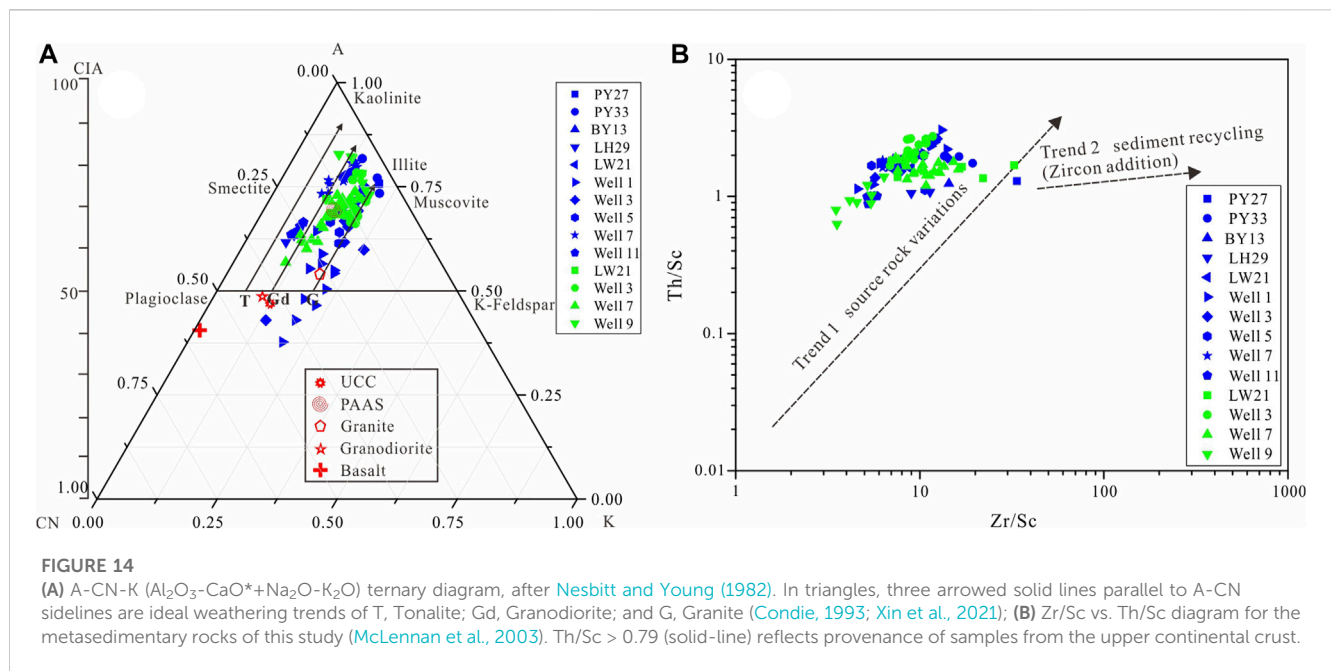 A
CIA
100
50
1.00
A
0.00
1.00
Kaolinite
Illite
0.25
0.75
Smectite
Muscovite
0.50
0.50
Plagioclase
T
Gd
G
K-Feldspar
0.75
0.25
0.00
CN
0.00
0.25
0.50
0.75
1.00
K
PY27
PY33
BY13
LH29
LW21
Well 1
Well 3
Well 5
Well 7
Well 11
LW21
Well 3
Well 7
Well 9
UCC
PAAS
Granite
Granodiorite
Basalt
B
10
1
0.1
0.01
Th/Sc
1
10
100
1000
Zr/Sc
Trend 1 source rock variations
Trend 2 sediment recycling
(Zircon addition)
PY27
PY33
BY13
LH29
LW21
Well 1
Well 3
Well 5
Well 7
Well 11
LW21
Well 3
Well 7
Well 9
FIGURE 14
(A) A-CN-K (Al₂O₃-CaO*+Na₂O-K₂O) ternary diagram, after Nesbitt and Young (1982). In triangles, three arrowed solid lines parallel to A-CN
sidelines are ideal weathering trends of T, Tonalite; Gd, Granodiorite; and G, Granite (Condie, 1993; Xin et al., 2021); (B) Zr/Sc vs. Th/Sc diagram for the
metasedimentary rocks of this study (McLennan et al., 2003). Th/Sc > 0.79 (solid-line) reflects provenance of samples from the upper continental crust.